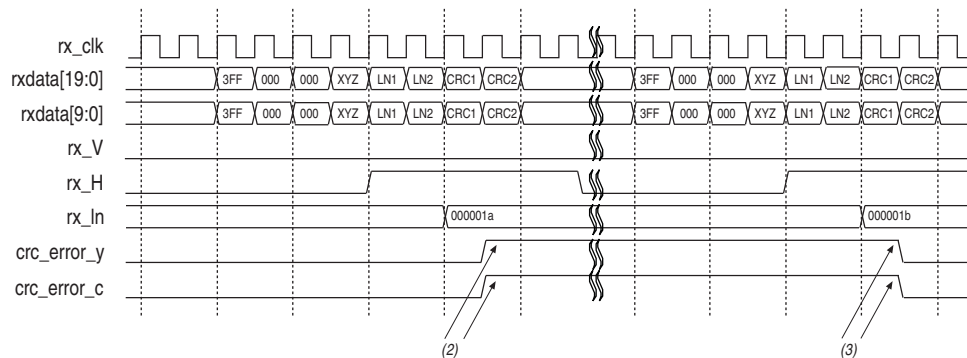 rx_clk
rxdata[19:0] 3FF 000 000 XYZ LN1 LN2 CRC1 CRC2 3FF 000 000 XYZ LN1 LN2 CRC1 CRC2
rxdata[9:0] 3FF 000 000 XYZ LN1 LN2 CRC1 CRC2 3FF 000 000 XYZ LN1 LN2 CRC1 CRC2
rx_V
rx_H
rx_ln 000001a 000001b
crc_error_y
crc_error_c
(2) (3)